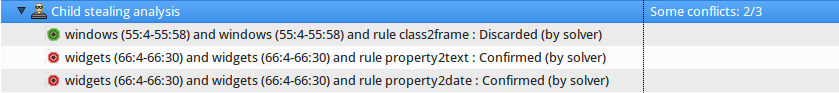 Child stealing analysis Some conflicts: 2/3
windows (55:4-55:58) and windows (55:4-55:58) and rule class2frame : Discarded (by solver)
widgets (66:4-66:30) and widgets (66:4-66:30) and rule property2text : Confirmed (by solver)
widgets (66:4-66:30) and widgets (66:4-66:30) and rule property2date : Confirmed (by solver)